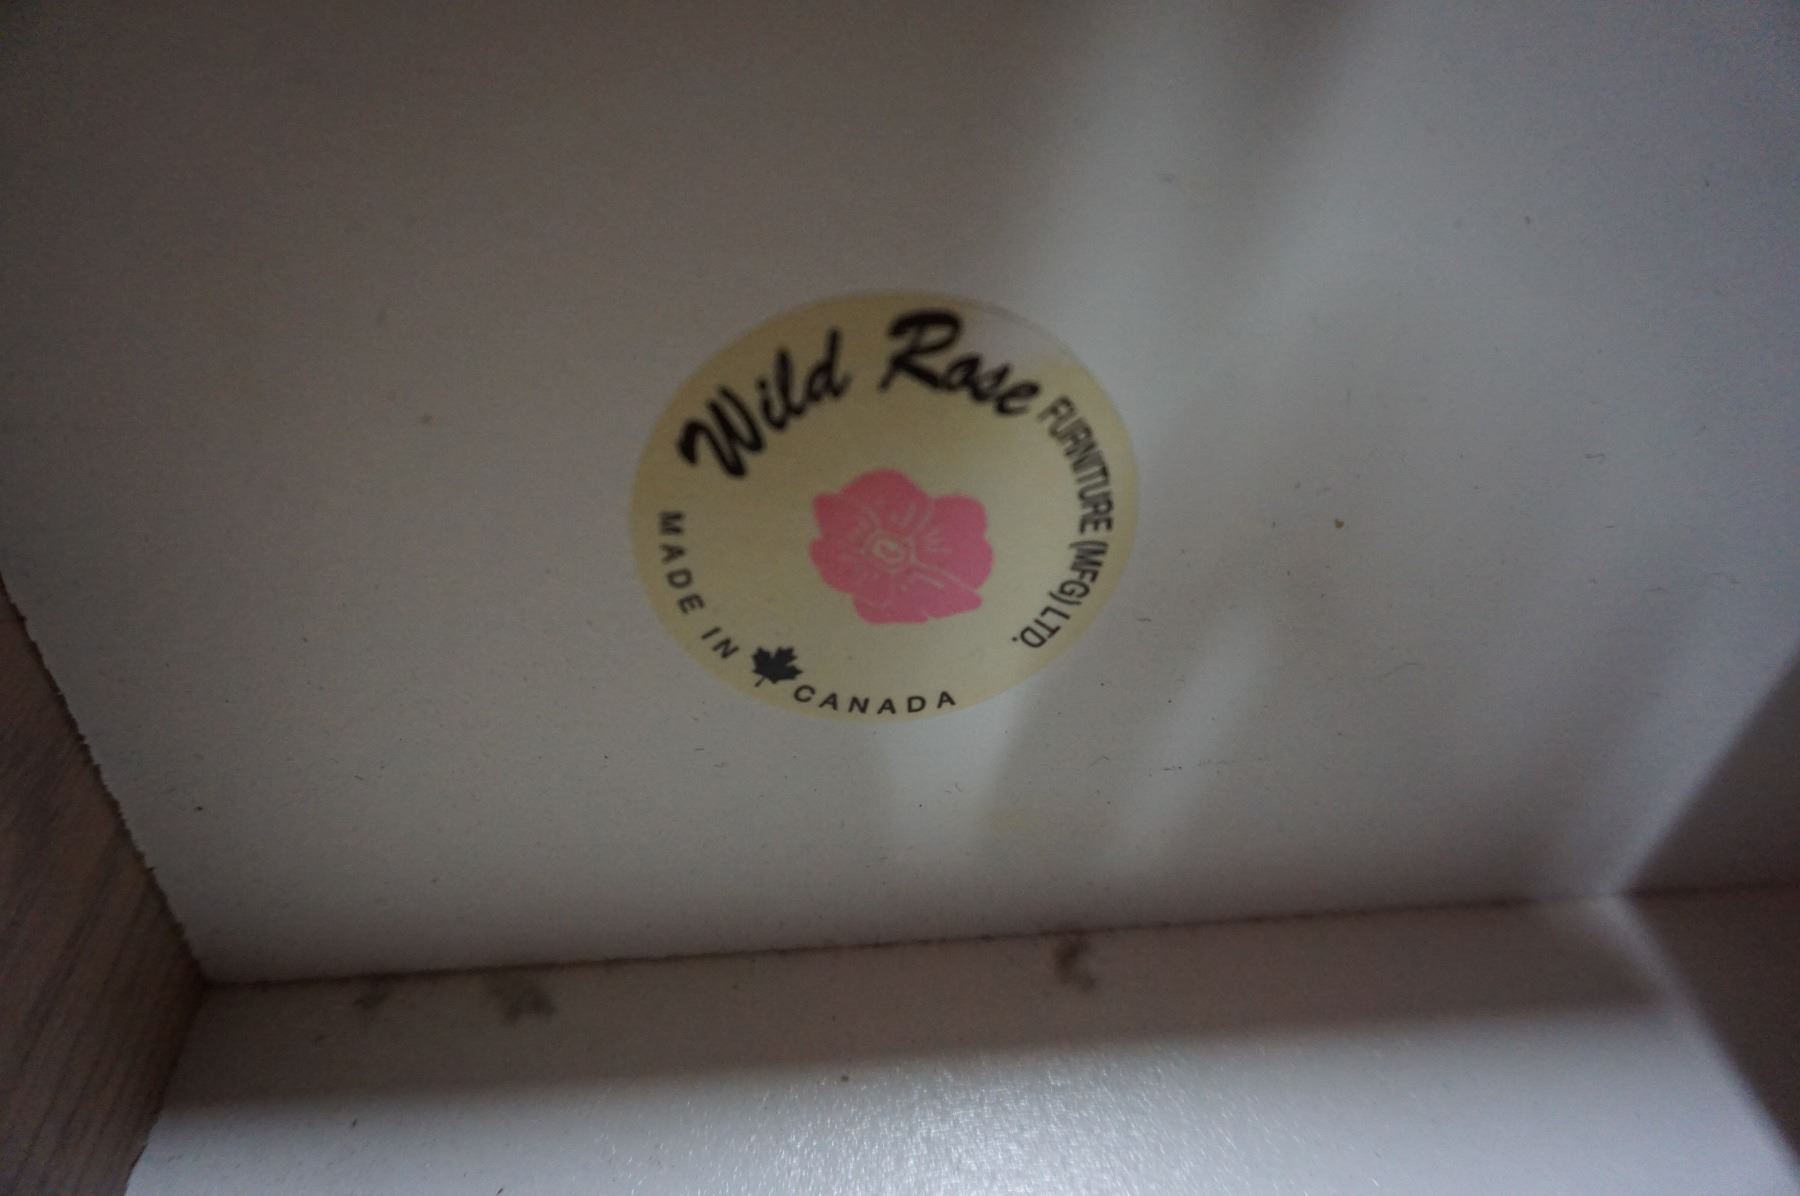 Wild Rose FURNITURE (MFG) LTD.
MADE IN CANADA